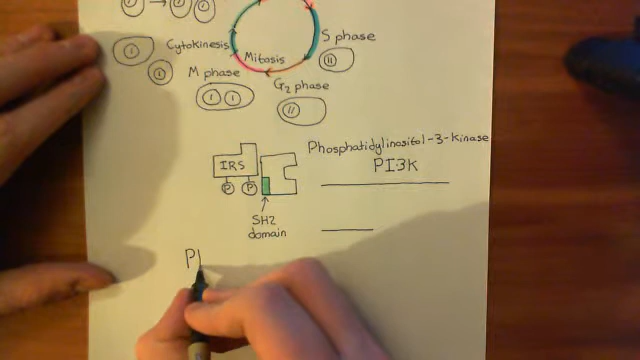 S phase
Cytokinesis
Mitosis
M phase
G2 phase
Phosphatidylinositol-3-kinase
PI3K
IRS
P P
SH2
domain
PI